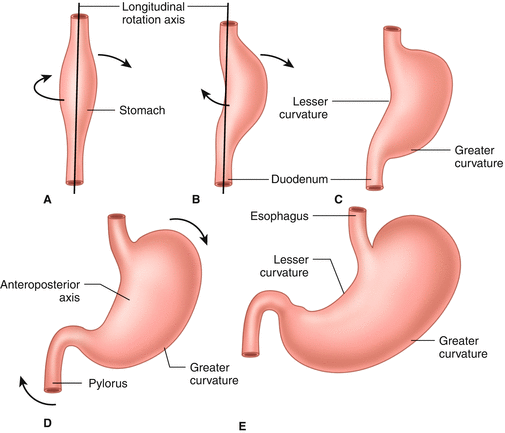 Longitudinal
rotation axis
Stomach
Lesser
curvature
Greater
curvature
Duodenum
A
B
C
Esophagus
Anteroposterior
axis
Lesser
curvature
Greater
curvature
Greater
curvature
Pylorus
D
E